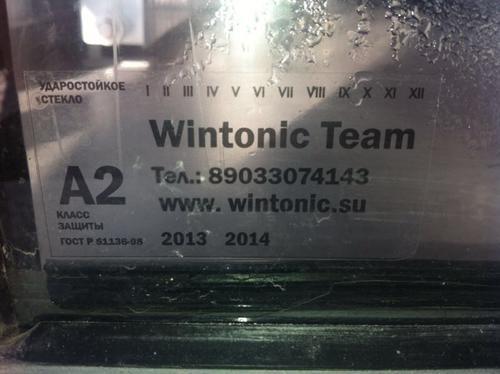 УДАРОСТОЙКОЕ
СТЕКЛО
I II III IV V VI VII VIII IX X XI XII
Wintonic Team
A2
Тел.: 89033074143
www. wintonic.su
КЛАСС
ЗАЩИТЫ
ГОСТ Р 51136-98
2013 2014